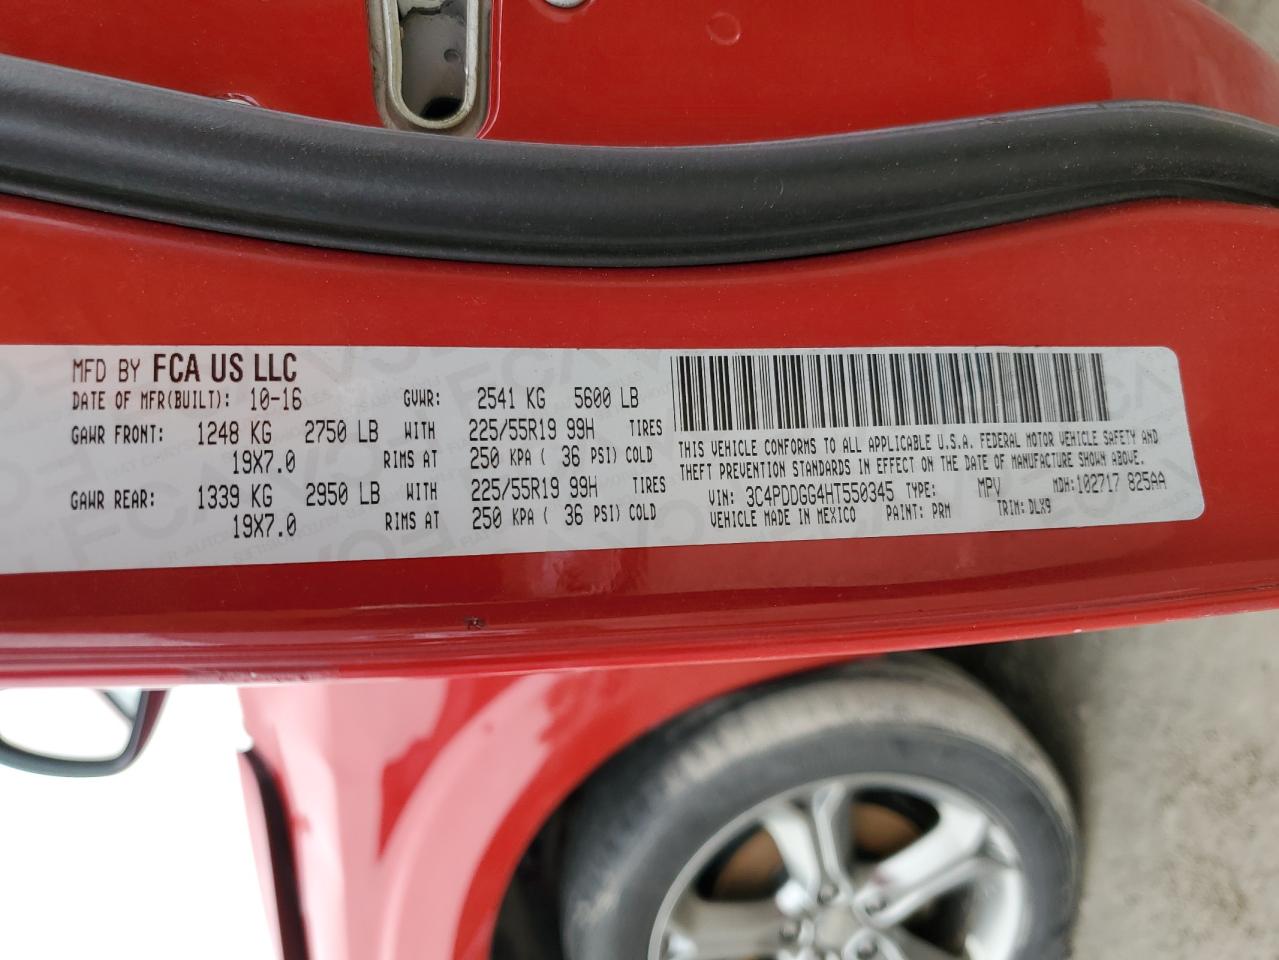 MFD BY FCA US LLC
DATE OF MFR(BUILT): 10-16 GVWR: 2541 KG 5600 LB
GAWR FRONT: 1248 KG 2750 LB WITH 225/55R19 99H TIRES
19X7.0 RIMS AT 250 KPA ( 36 PSI) COLD
GAWR REAR: 1339 KG 2950 LB WITH 225/55R19 99H TIRES
19X7.0 RIMS AT 250 KPA ( 36 PSI) COLD
THIS VEHICLE CONFORMS TO ALL APPLICABLE U.S.A. FEDERAL MOTOR VEHICLE SAFETY AND
THEFT PREVENTION STANDARDS IN EFFECT ON THE DATE OF MANUFACTURE SHOWN ABOVE.
VIN: 3C4PDDGG4HT550345 TYPE: MPV MDH:102717 825AA
VEHICLE MADE IN MEXICO PAINT: PRM TRIM: DLX9